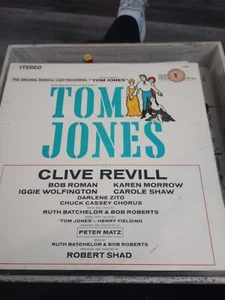 STEREO
THE ORIGINAL MUSICAL CAST RECORDING "TOM JONES"
TOM
JONES
CLIVE REVILL
BOB ROMAN KAREN MORROW
IGGIE WOLFINGTON CAROLE SHAW
DARLENE ZITO
CHUCK CASSEY CHORUS
RUTH BATCHELOR & BOB ROBERTS
"TOM JONES" BY HENRY FIELDING
PETER MATZ
RUTH BATCHELOR & BOB ROBERTS
ROBERT SHAD